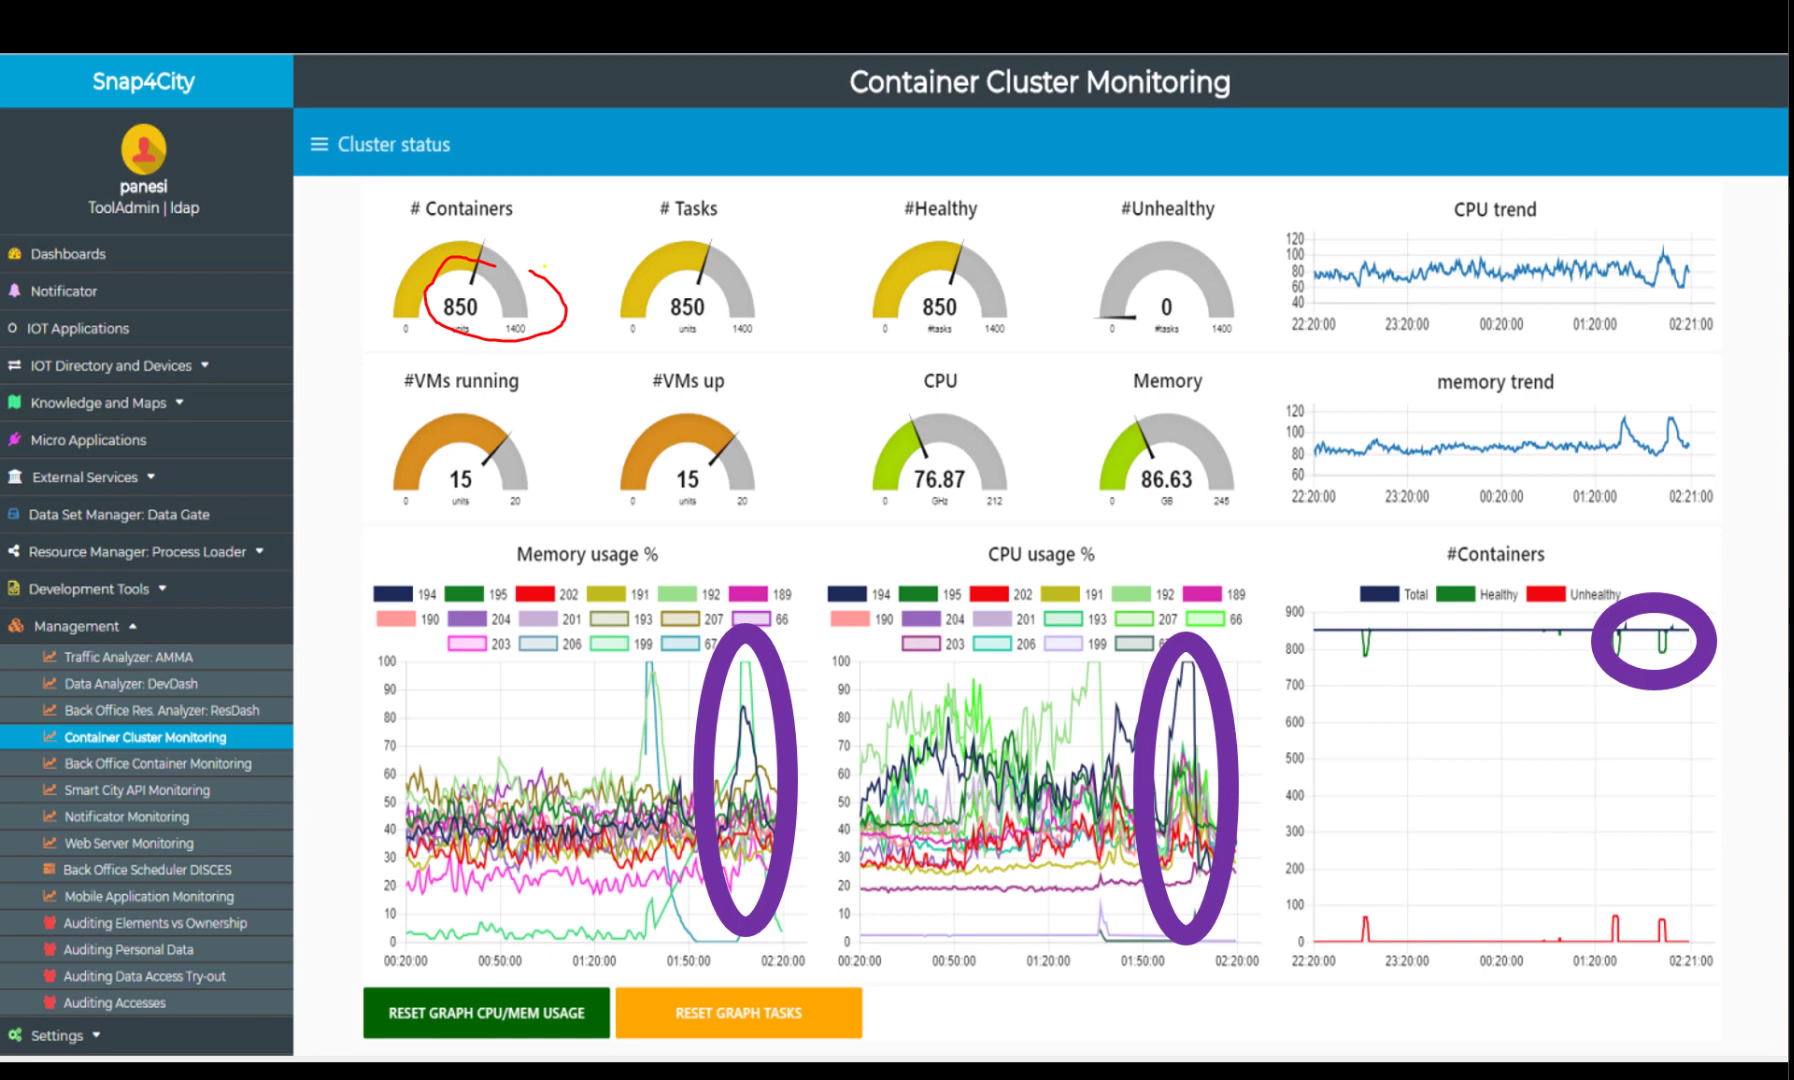 Snap4City
Container Cluster Monitoring
panesi
ToolAdmin | ldap
Cluster status
Dashboards
Notificator
IOT Applications
IOT Directory and Devices
Knowledge and Maps
Micro Applications
External Services
Data Set Manager: Data Gate
Resource Manager: Process Loader
Development Tools
Management
Traffic Analyzer: AMMA
Data Analyzer: DevDash
Back Office Res. Analyzer: ResDash
Container Cluster Monitoring
Back Office Container Monitoring
Smart City API Monitoring
Notificator Monitoring
Web Server Monitoring
Back Office Scheduler DISCES
Mobile Application Monitoring
Auditing Elements vs Ownership
Auditing Personal Data
Auditing Data Access Try-out
Auditing Accesses
Settings
# Containers
850
0 units 1400
# Tasks
850
0 units 1400
#Healthy
850
0 #tasks 1400
#Unhealthy
0
0 #tasks 1400
CPU trend
120
100
80
60
40
22:20:00 23:20:00 00:20:00 01:20:00 02:21:00
#VMs running
15
0 units 20
#VMs up
15
0 units 20
CPU
76.87
0 GHz 212
Memory
86.63
0 GB 245
memory trend
120
100
80
60
22:20:00 23:20:00 00:20:00 01:20:00 02:21:00
Memory usage %
194 195 202 191 192 189
190 204 201 193 207 66
203 206 199 67
100
90
80
70
60
50
40
30
20
10
0
00:20:00 00:50:00 01:20:00 01:50:00 02:20:00
CPU usage %
194 195 202 191 192 189
190 204 201 193 207 66
203 206 199
100
90
80
70
60
50
40
30
20
10
0
00:20:00 00:50:00 01:20:00 01:50:00 02:20:00
#Containers
Total Healthy Unhealthy
900
800
700
600
500
400
300
200
100
0
22:20:00 23:20:00 00:20:00 01:20:00 02:21:00
RESET GRAPH CPU/MEM USAGE
RESET GRAPH TASKS